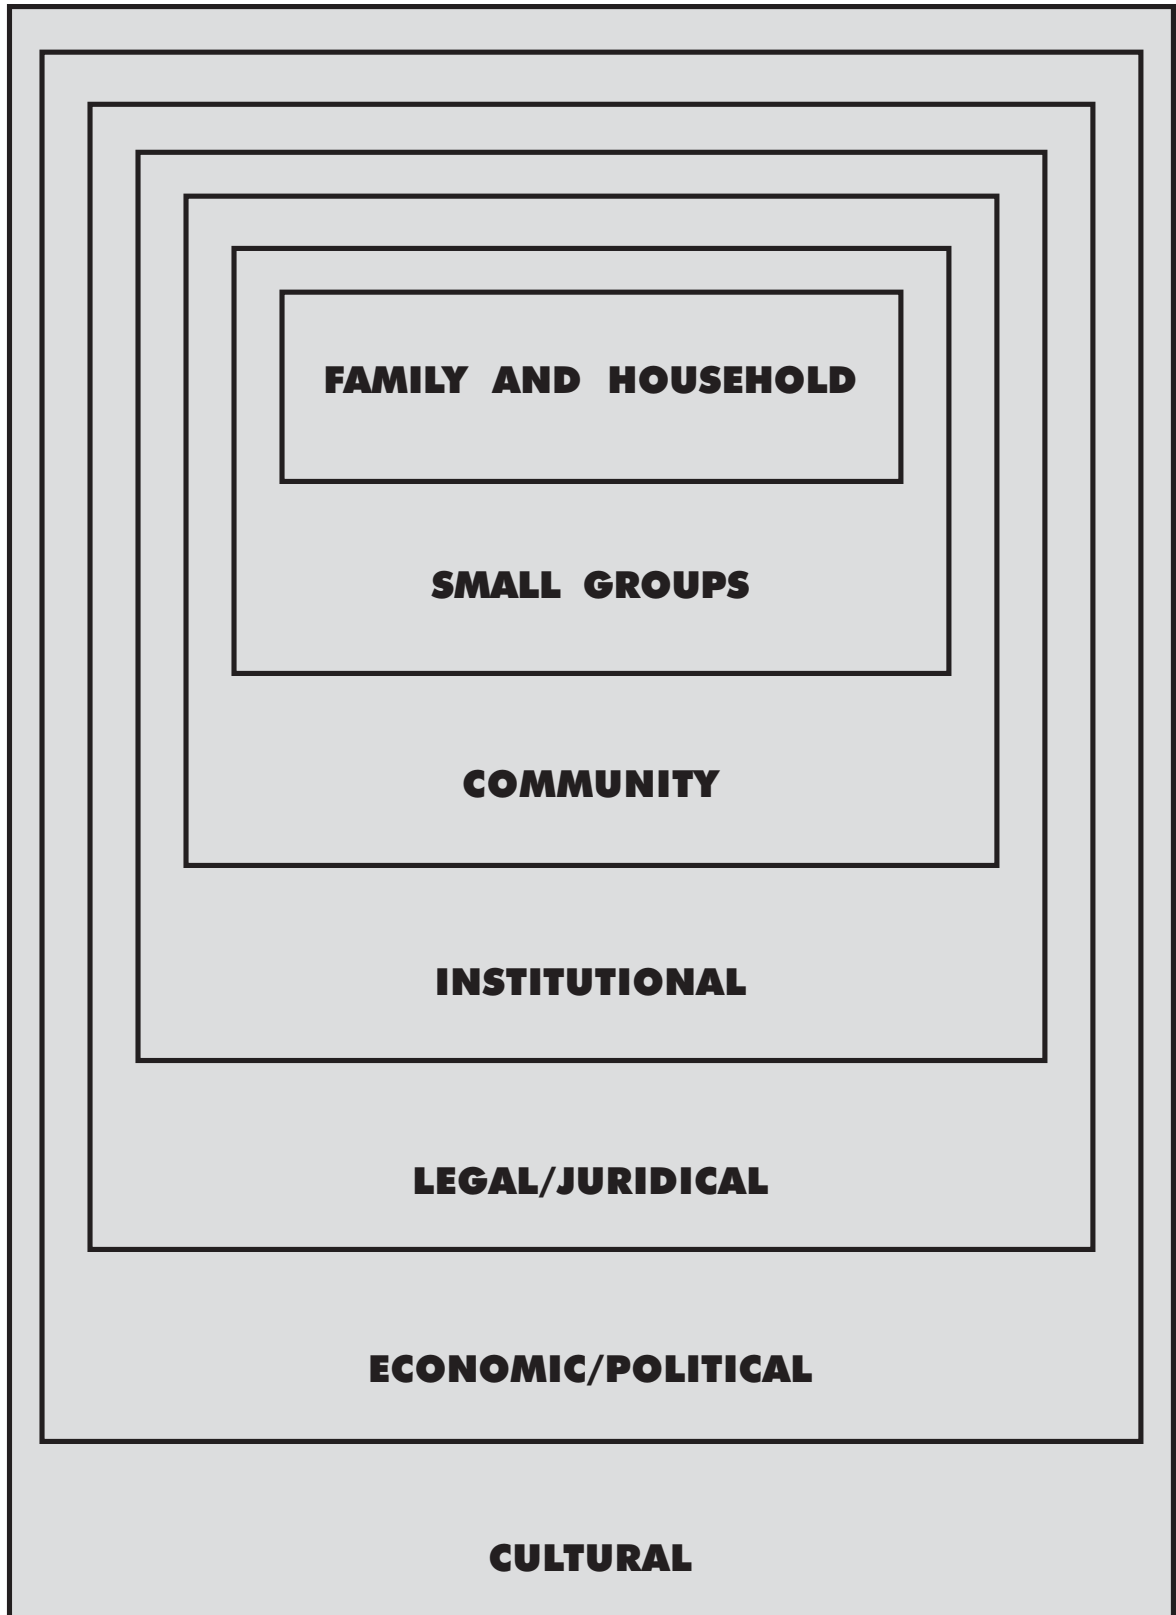 FAMILY AND HOUSEHOLD
SMALL GROUPS
COMMUNITY
INSTITUTIONAL
LEGAL/JURIDICAL
ECONOMIC/POLITICAL
CULTURAL